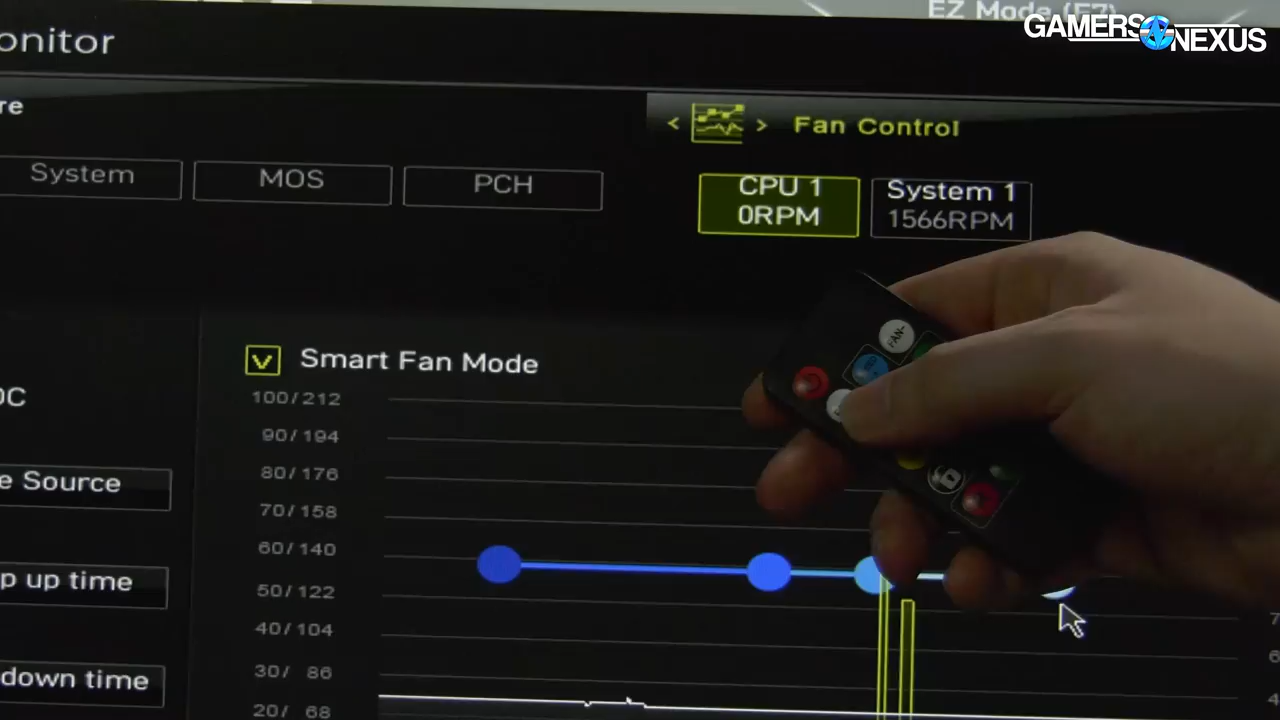 EZ Mode (F7)
GAMERS NEXUS
onitor
re
Fan Control
System
MOS
PCH
CPU 1
0RPM
System 1
1566RPM
Smart Fan Mode
100/212
90/194
80/176
70/158
60/140
50/122
40/104
30/ 86
20/ 68
DC
e Source
p up time
down time
FAN-